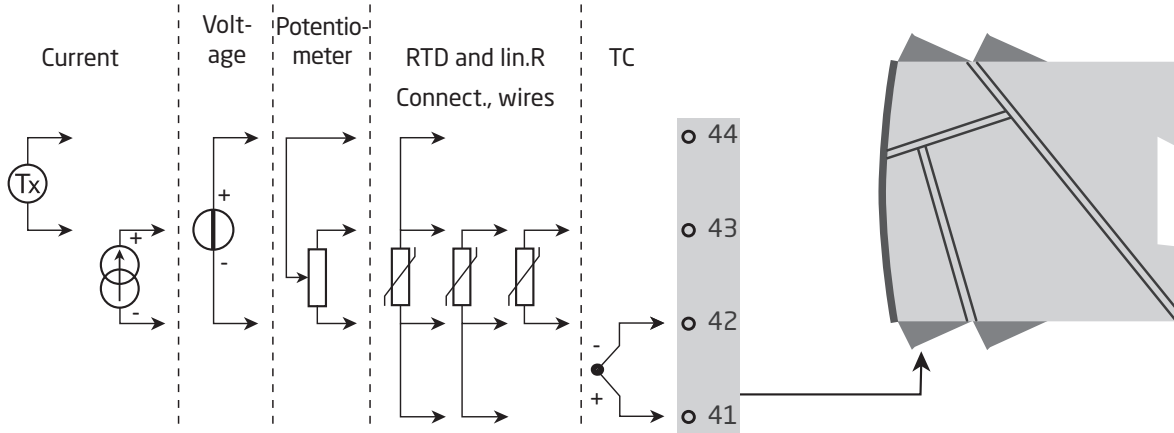 Current
Volt-
age
Potentio-
meter
RTD and lin.R
Connect., wires
TC
Tx
+
-
+
-
-
+
44
43
42
41